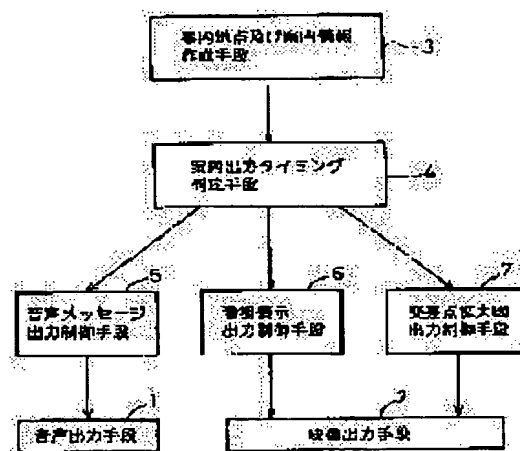 案内地点及び案内情報
作成手段
3
案内出力タイミング
判定手段
4
5
6
7
音声メッセージ
出力制御手段
出力制御手段
交差点拡大図
出力制御手段
1
2
音声出力手段
映像出力手段